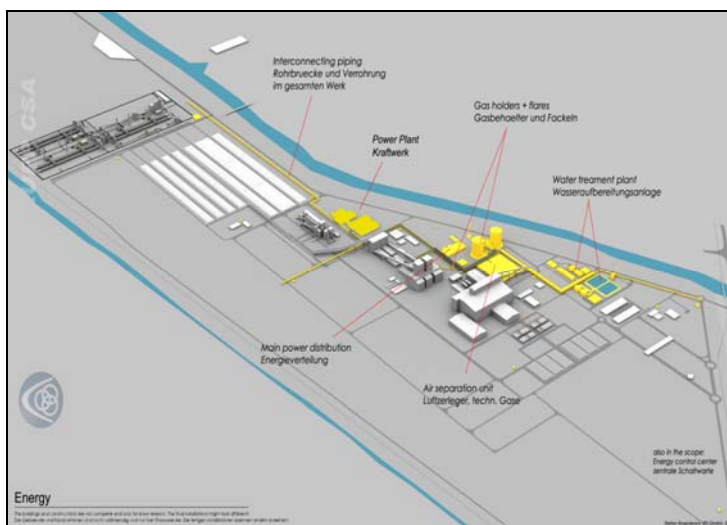 CSA
Interconnecting piping
Rohrbruecke und Verrohrung
im gesamten Werk
Power Plant
Kraftwerk
Gas holders + flares
Gasbehaelter und Fackeln
Water treament plant
Wasseraufbereitungsanlage
Main power distribution
Energieverteilung
Air separation unit
Luftzerleger, techn. Gase
also in the scope:
Energy control center
zentrale Schaltwarte
Energy